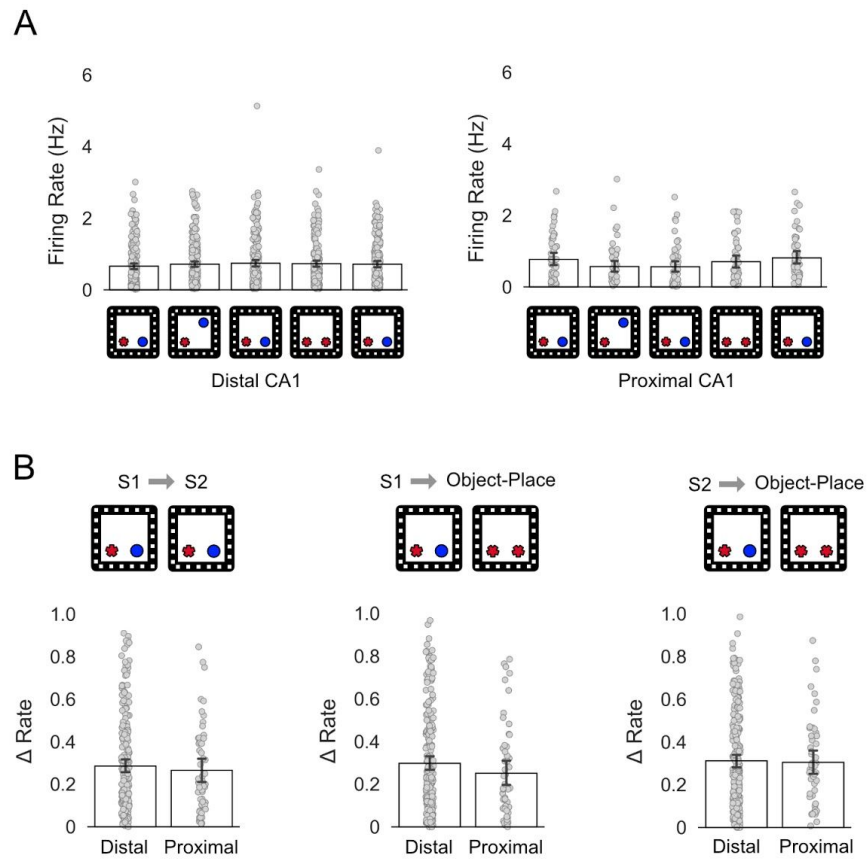 A
Firing Rate (Hz)
6
4
2
0
Distal CA1
Firing Rate (Hz)
6
4
2
0
Proximal CA1
B
S1 → S2
Δ Rate
1.0
0.8
0.6
0.4
0.2
0
Distal Proximal
S1 → Object-Place
Δ Rate
1.0
0.8
0.6
0.4
0.2
0
Distal Proximal
S2 → Object-Place
Δ Rate
1.0
0.8
0.6
0.4
0.2
0
Distal Proximal